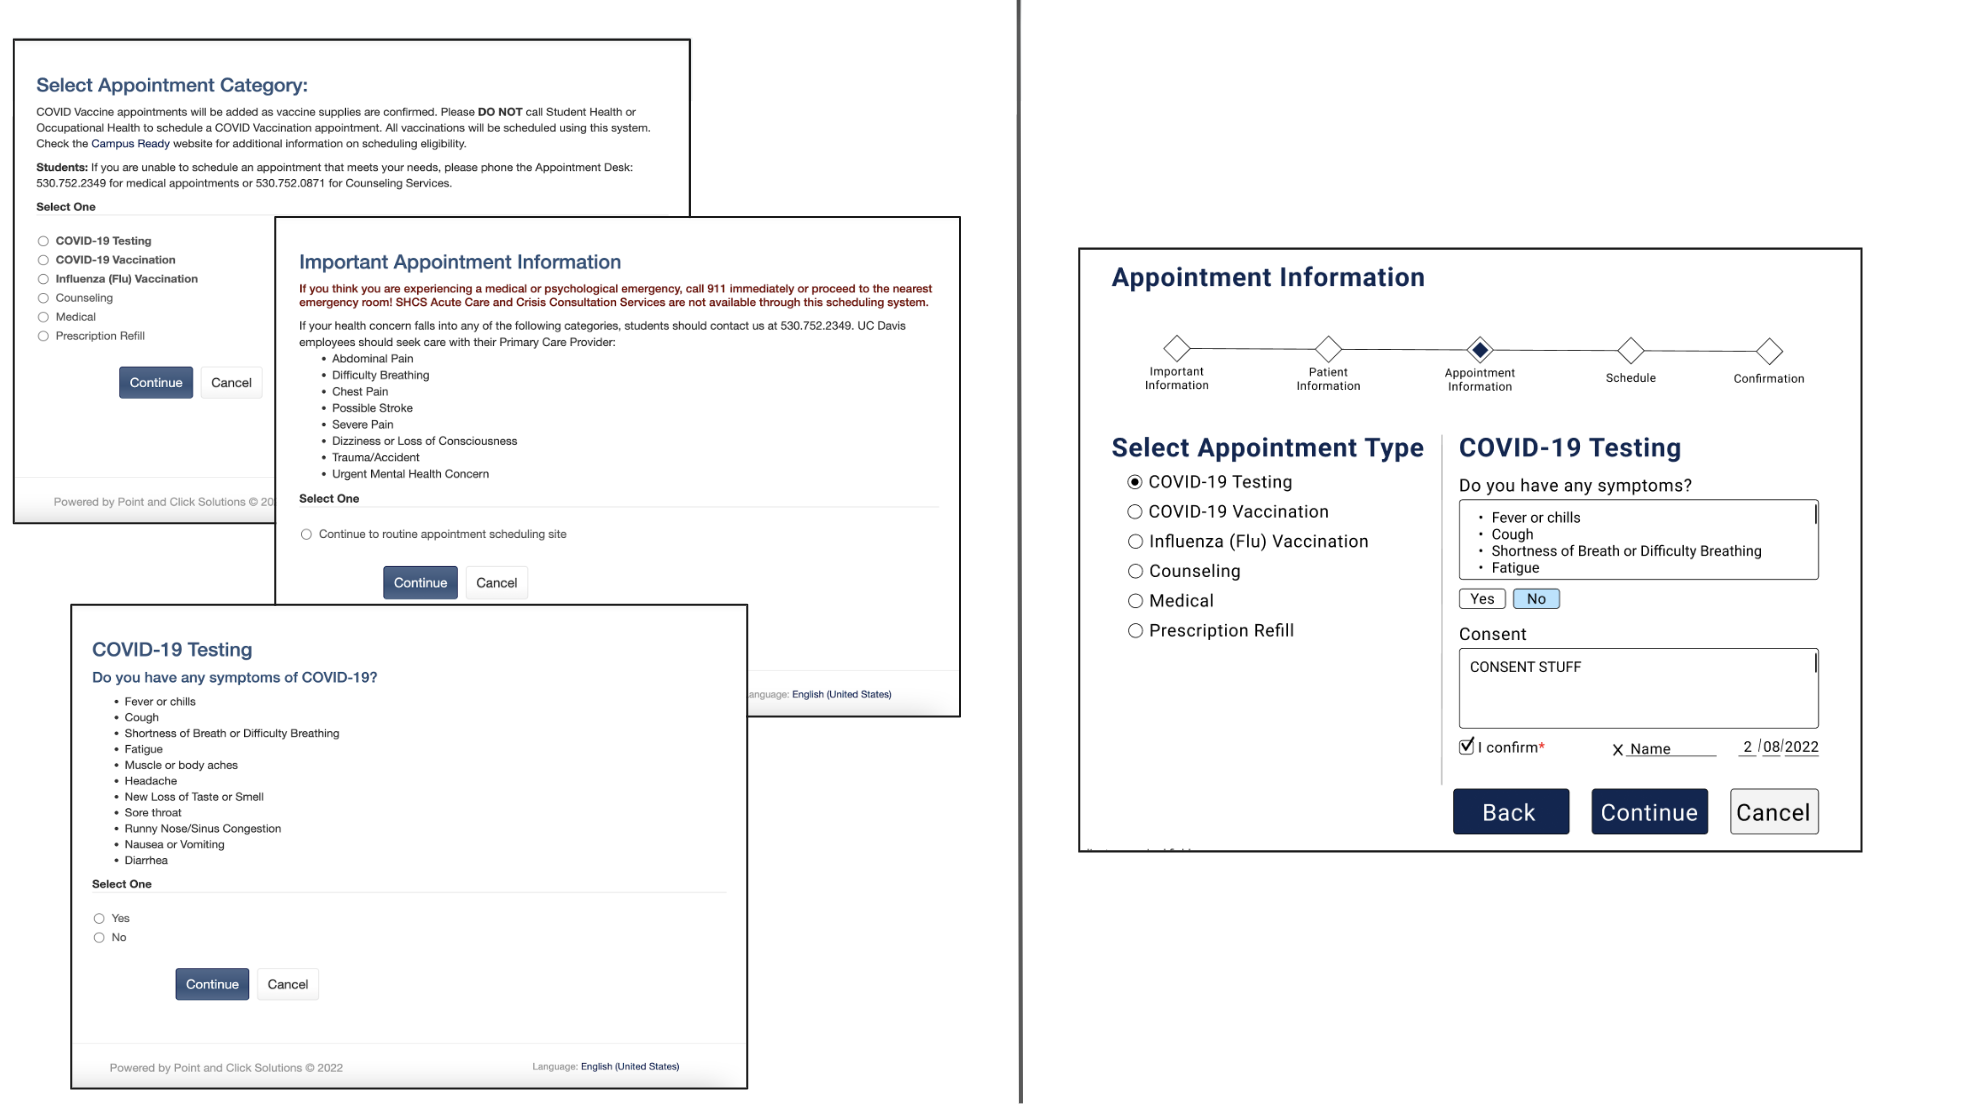 Select Appointment Category:
COVID Vaccine appointments will be added as vaccine supplies are confirmed. Please DO NOT call Student Health or
Occupational Health to schedule a COVID Vaccination appointment. All vaccinations will be scheduled using this system.
Check the Campus Ready website for additional information on scheduling eligibility.
Students: If you are unable to schedule an appointment that meets your needs, please phone the Appointment Desk:
530.752.2349 for medical appointments or 530.752.0871 for Counseling Services.
Select One
COVID-19 Testing
COVID-19 Vaccination
Influenza (Flu) Vaccination
Counseling
Medical
Prescription Refill
Continue Cancel
Powered by Point and Click Solutions © 20
Important Appointment Information
If you think you are experiencing a medical or psychological emergency, call 911 immediately or proceed to the nearest
emergency room! SHCS Acute Care and Crisis Consultation Services are not available through this scheduling system.
If your health concern falls into any of the following categories, students should contact us at 530.752.2349. UC Davis
employees should seek care with their Primary Care Provider:
• Abdominal Pain
• Difficulty Breathing
• Chest Pain
• Possible Stroke
• Severe Pain
• Dizziness or Loss of Consciousness
• Trauma/Accident
• Urgent Mental Health Concern
Select One
Continue to routine appointment scheduling site
Continue Cancel
anguage: English (United States)
COVID-19 Testing
Do you have any symptoms of COVID-19?
• Fever or chills
• Cough
• Shortness of Breath or Difficulty Breathing
• Fatigue
• Muscle or body aches
• Headache
• New Loss of Taste or Smell
• Sore throat
• Runny Nose/Sinus Congestion
• Nausea or Vomiting
• Diarrhea
Select One
Yes
No
Continue Cancel
Powered by Point and Click Solutions © 2022 Language: English (United States)
Appointment Information
Important
Information
Patient
Information
Appointment
Information
Schedule
Confirmation
Select Appointment Type
COVID-19 Testing
COVID-19 Vaccination
Influenza (Flu) Vaccination
Counseling
Medical
Prescription Refill
COVID-19 Testing
Do you have any symptoms?
• Fever or chills
• Cough
• Shortness of Breath or Difficulty Breathing
• Fatigue
Yes No
Consent
CONSENT STUFF
I confirm* X Name 2 /08/2022
Back Continue Cancel